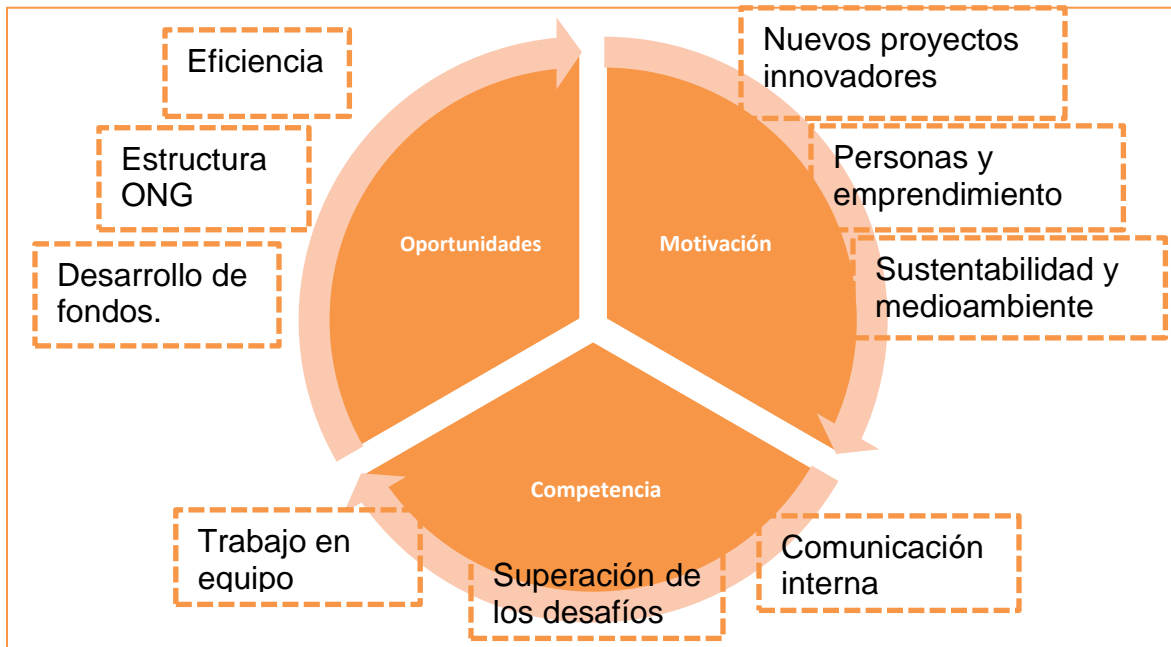 Eficiencia
Estructura
ONG
Desarrollo de
fondos.
Oportunidades
Motivación
Nuevos proyectos
innovadores
Personas y
emprendimiento
Sustentabilidad y
medioambiente
Competencia
Trabajo en
equipo
Superación de
los desafíos
Comunicación
interna